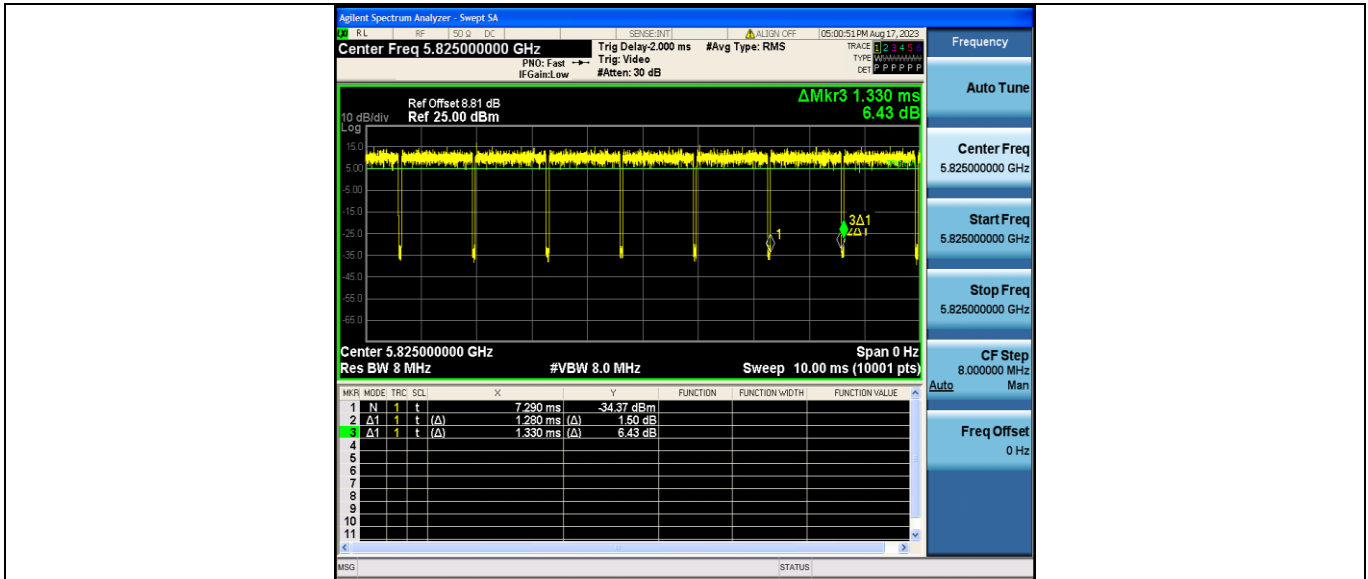 Agilent Spectrum Analyzer - Swept SA
RL RF 50 Ω DC SENSE:INT ALIGN OFF 05:00:51 PM Aug 17, 2023
Center Freq 5.825000000 GHz
PNO: Fast
IFGain:Low
Trig Delay-2.000 ms
Trig: Video
#Atten: 30 dB
#Avg Type: RMS
TRACE 1 2 3 4 5 6
TYPE
DET P P P P P P
ΔMkr3 1.330 ms
6.43 dB
Ref Offset 8.81 dB
10 dB/div Ref 25.00 dBm
Log
15.0
5.00
-5.00
-15.0
-25.0
-35.0
-45.0
-55.0
-65.0
1
3Δ1
2Δ1
Center 5.825000000 GHz Span 0 Hz
Res BW 8 MHz #VBW 8.0 MHz Sweep 10.00 ms (10001 pts)
MKR MODE TRC SCL X Y FUNCTION FUNCTION WIDTH FUNCTION VALUE
1 N 1 t 7.290 ms -34.37 dBm
2 Δ1 1 t (Δ) 1.280 ms (Δ) 1.50 dB
3 Δ1 1 t (Δ) 1.330 ms (Δ) 6.43 dB
4
5
6
7
8
9
10
11
MSG STATUS
Frequency
Auto Tune
Center Freq
5.825000000 GHz
Start Freq
5.825000000 GHz
Stop Freq
5.825000000 GHz
CF Step
8.000000 MHz
Auto Man
Freq Offset
0 Hz